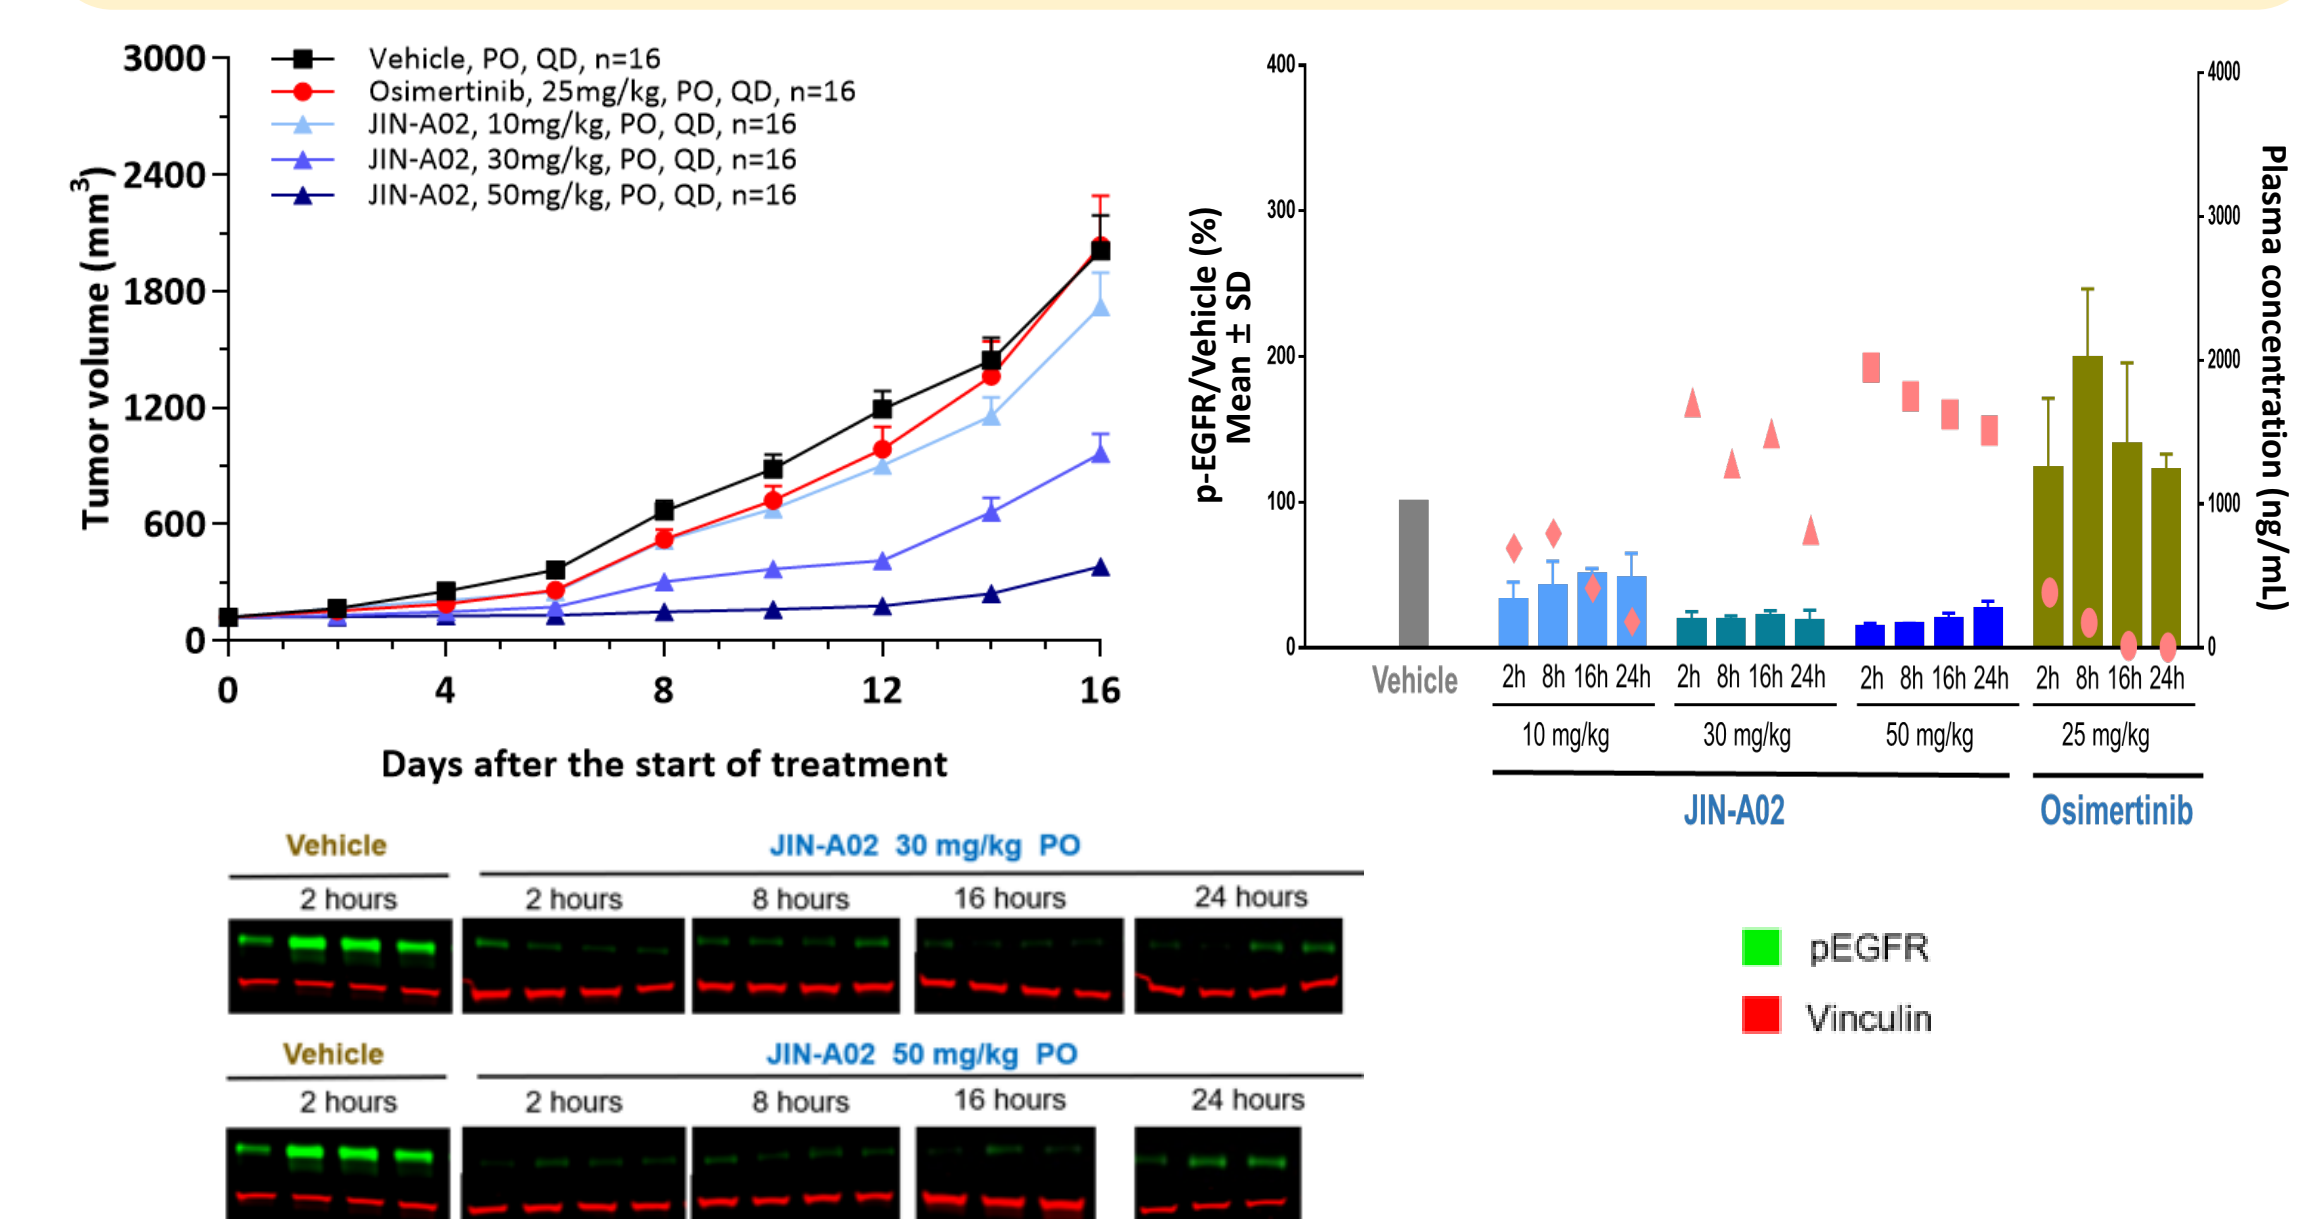 3000
2400
1800
1200
600
0
Tumor volume (mm³)
Vehicle, PO, QD, n=16
Osimertinib, 25mg/kg, PO, QD, n=16
JIN-A02, 10mg/kg, PO, QD, n=16
JIN-A02, 30mg/kg, PO, QD, n=16
JIN-A02, 50mg/kg, PO, QD, n=16
0 4 8 12 16
Days after the start of treatment
p-EGFR/Vehicle (%)
Mean ± SD
400
300
200
100
0
4000
3000
2000
1000
0
Plasma concentration (ng/mL)
Vehicle 2h 8h 16h 24h 2h 8h 16h 24h 2h 8h 16h 24h 2h 8h 16h 24h
10 mg/kg 30 mg/kg 50 mg/kg 25 mg/kg
JIN-A02 Osimertinib
Vehicle JIN-A02 30 mg/kg PO
2 hours 2 hours 8 hours 16 hours 24 hours
Vehicle JIN-A02 50 mg/kg PO
2 hours 2 hours 8 hours 16 hours 24 hours
pEGFR
Vinculin